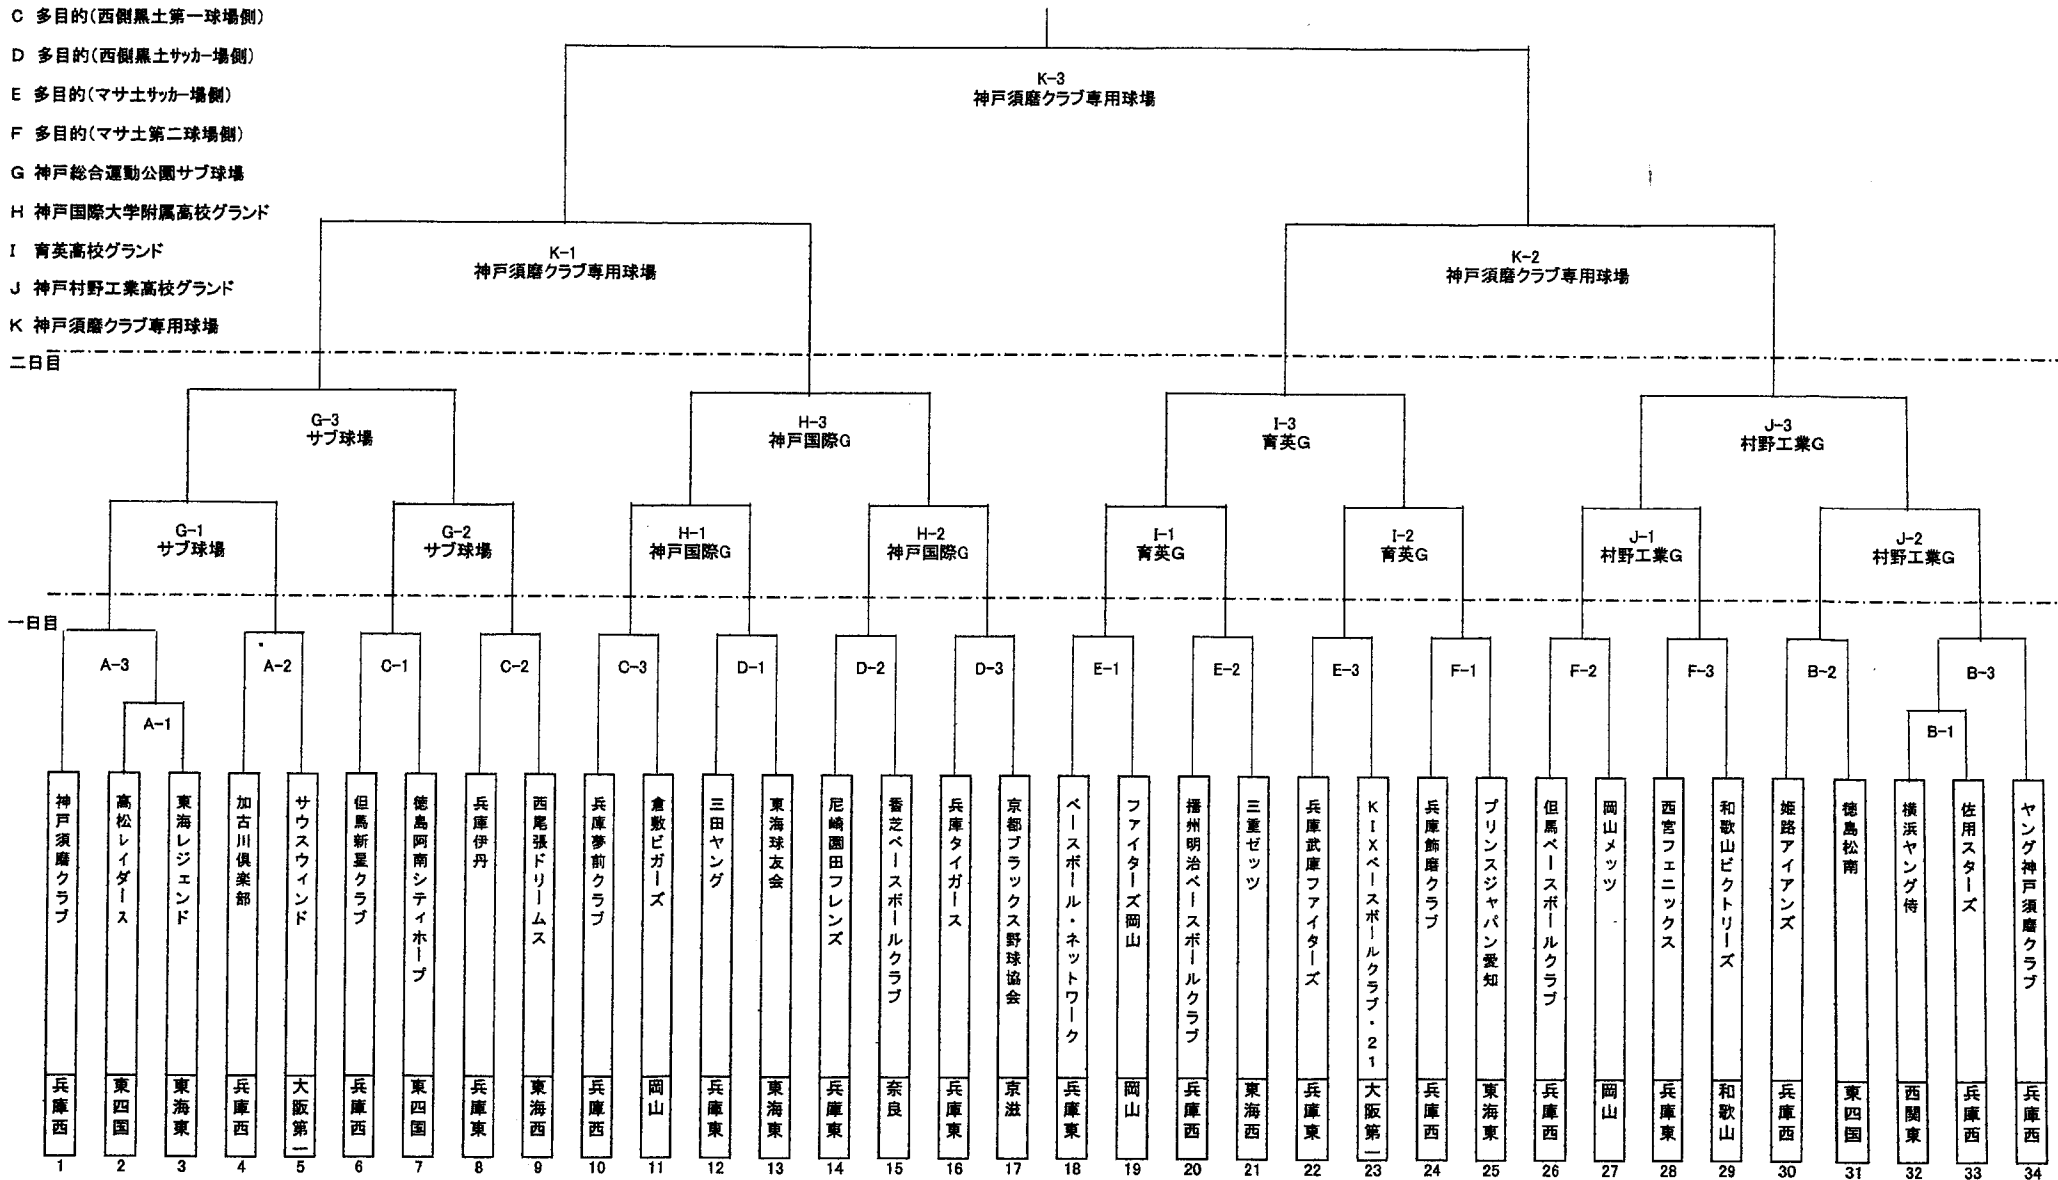 C 多目的(西側黒土第一球場側)
D 多目的(西側黒土サッカー場側)
E 多目的(マサ土サッカー場側)
F 多目的(マサ土第二球場側)
G 神戸総合運動公園サブ球場
H 神戸国際大学附属高校グランド
I 育英高校グランド
J 神戸村野工業高校グランド
K 神戸須磨クラブ専用球場
K-3
神戸須磨クラブ専用球場
K-1
神戸須磨クラブ専用球場
K-2
神戸須磨クラブ専用球場
二日目
G-3
サブ球場
H-3
神戸国際G
I-3
育英G
J-3
村野工業G
G-1
サブ球場
G-2
サブ球場
H-1
神戸国際G
H-2
神戸国際G
I-1
育英G
I-2
育英G
J-1
村野工業G
J-2
村野工業G
一日目
A-3
A-2
C-1
C-2
C-3
D-1
D-2
D-3
E-1
E-2
E-3
F-1
F-2
F-3
B-2
B-3
A-1
B-1
神戸須磨クラブ 兵庫西 1
高松レイダース 東四国 2
東海レジェンド 東海東 3
加古川倶楽部 兵庫西 4
サウスウィンド 大阪第一 5
但馬新星クラブ 兵庫西 6
徳島阿南シティホープ 東四国 7
兵庫伊丹 兵庫東 8
西尾張ドリームス 東海西 9
兵庫夢前クラブ 兵庫西 10
倉敷ビガーズ 岡山 11
三田ヤング 兵庫東 12
東海球友会 東海東 13
尼崎園田フレンズ 兵庫東 14
香芝ベースボールクラブ 奈良 15
兵庫タイガース 兵庫東 16
京都ブラックス野球協会 京滋 17
ベースボール・ネットワーク 兵庫東 18
ファイターズ岡山 岡山 19
播州明治ベースボールクラブ 兵庫西 20
三重ゼッツ 東海西 21
兵庫武庫ファイターズ 兵庫東 22
KIXベースボールクラブ・21 大阪第一 23
兵庫飾磨クラブ 兵庫西 24
プリンスジャパン愛知 東海東 25
但馬ベースボールクラブ 兵庫西 26
岡山メッツ 岡山 27
西宮フェニックス 兵庫東 28
和歌山ビクトリーズ 和歌山 29
姫路アイアンズ 兵庫西 30
徳島松南 東四国 31
横浜ヤング侍 西関東 32
佐用スターズ 兵庫西 33
ヤング神戸須磨クラブ 兵庫西 34